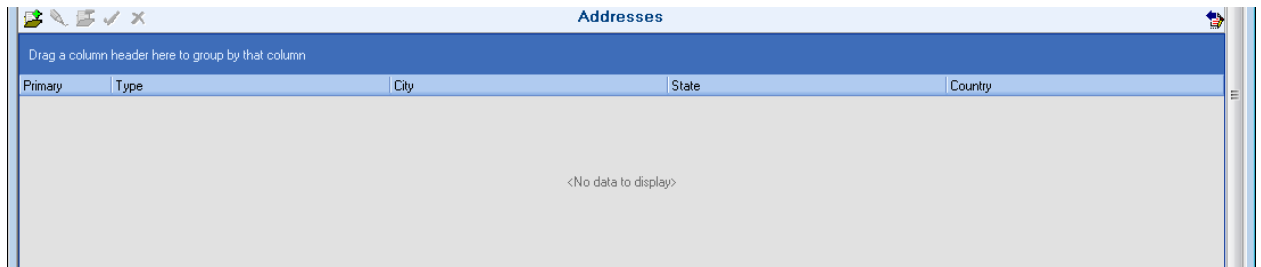 Addresses
Drag a column header here to group by that column
Primary Type City State Country
<No data to display>